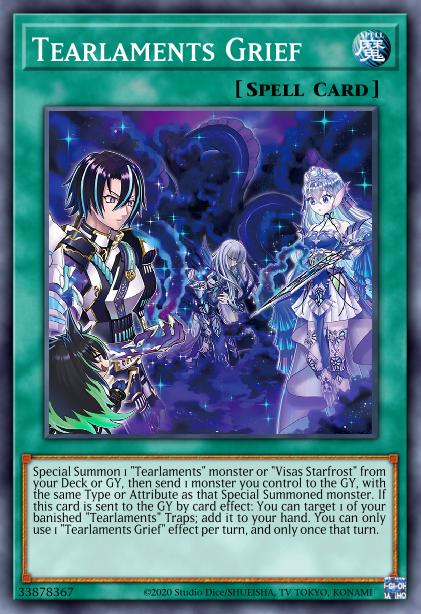 TEARLAMENTS GRIEF
SPELL
魔
[ SPELL CARD ]
Special Summon 1 "Tearlaments" monster or "Visas Starfrost" from
your Deck or GY, then send 1 monster you control to the GY, with
the same Type or Attribute as that Special Summoned monster. If
this card is sent to the GY by card effect: You can target 1 of your
banished "Tearlaments" Traps; add it to your hand. You can only
use 1 "Tearlaments Grief" effect per turn, and only once that turn.
33878367
©2020 Studio Dice/SHUEISHA, TV TOKYO, KONAMI